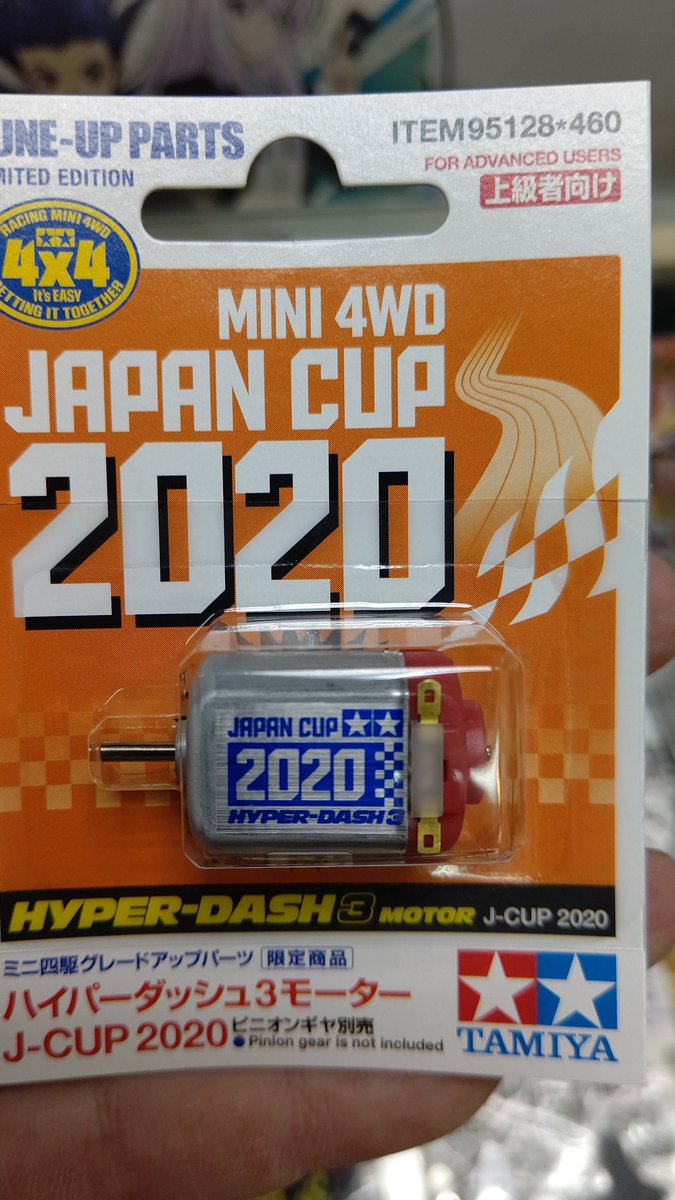 UNE-UP PARTS
MITED EDITION
ITEM95128*460
FOR ADVANCED USERS
上級者向け
RACING MINI 4WD
4x4
It's EASY
ETTING IT TOGETHER
MINI 4WD
JAPAN CUP
2020
JAPAN CUP
2020
HYPER-DASH 3
HYPER-DASH 3 MOTOR J-CUP 2020
ミニ四駆グレードアップパーツ 限定商品
ハイパーダッシュ3モーター
J-CUP 2020 ピニオンギヤ別売
●Pinion gear is not included
TAMIYA